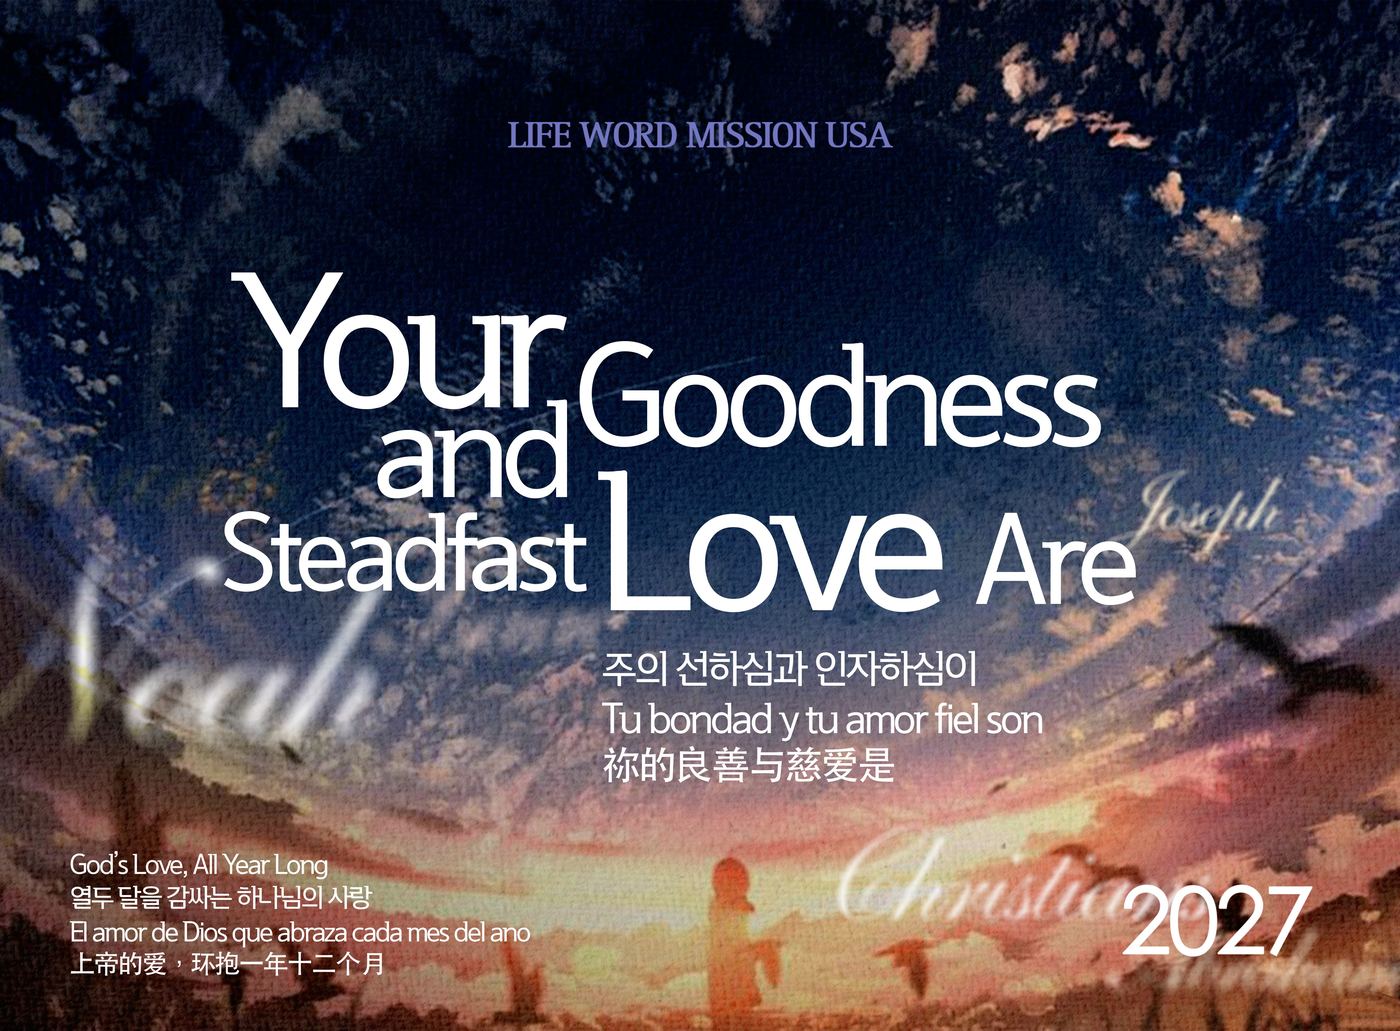 LIFE WORD MISSION USA
Your Goodness
and
Steadfast Love Are
Joseph
Noah
주의 선하심과 인자하심이
Tu bondad y tu amor fiel son
祢的良善与慈爱是
God's Love, All Year Long
열두 달을 감싸는 하나님의 사랑
El amor de Dios que abraza cada mes del ano
上帝的爱，环抱一年十二个月
Christians
2027